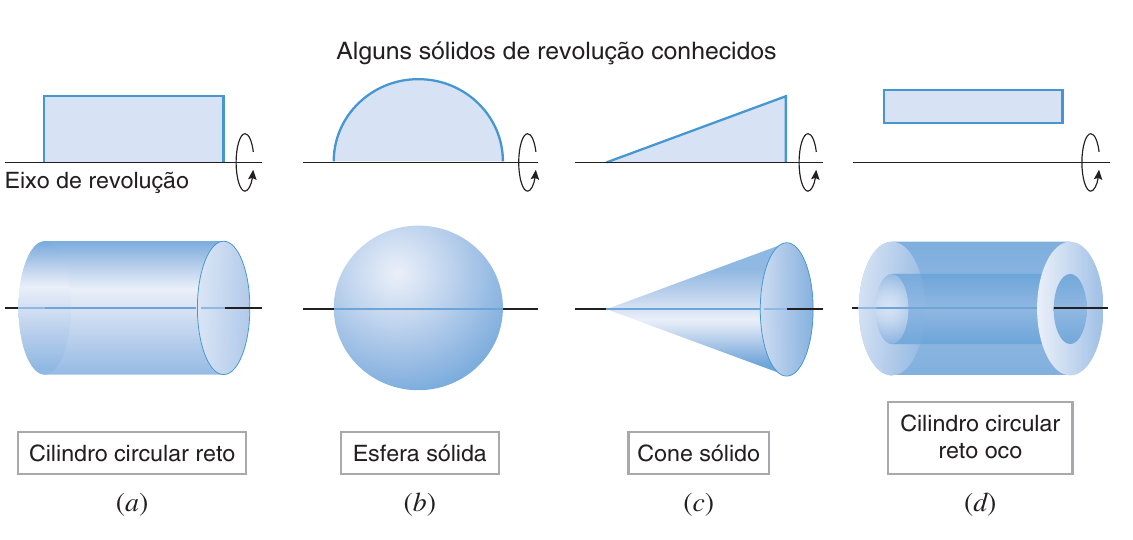 Alguns sólidos de revolução conhecidos
Eixo de revolução
Cilindro circular reto
Esfera sólida
Cone sólido
Cilindro circular
reto oco
(a)
(b)
(c)
(d)